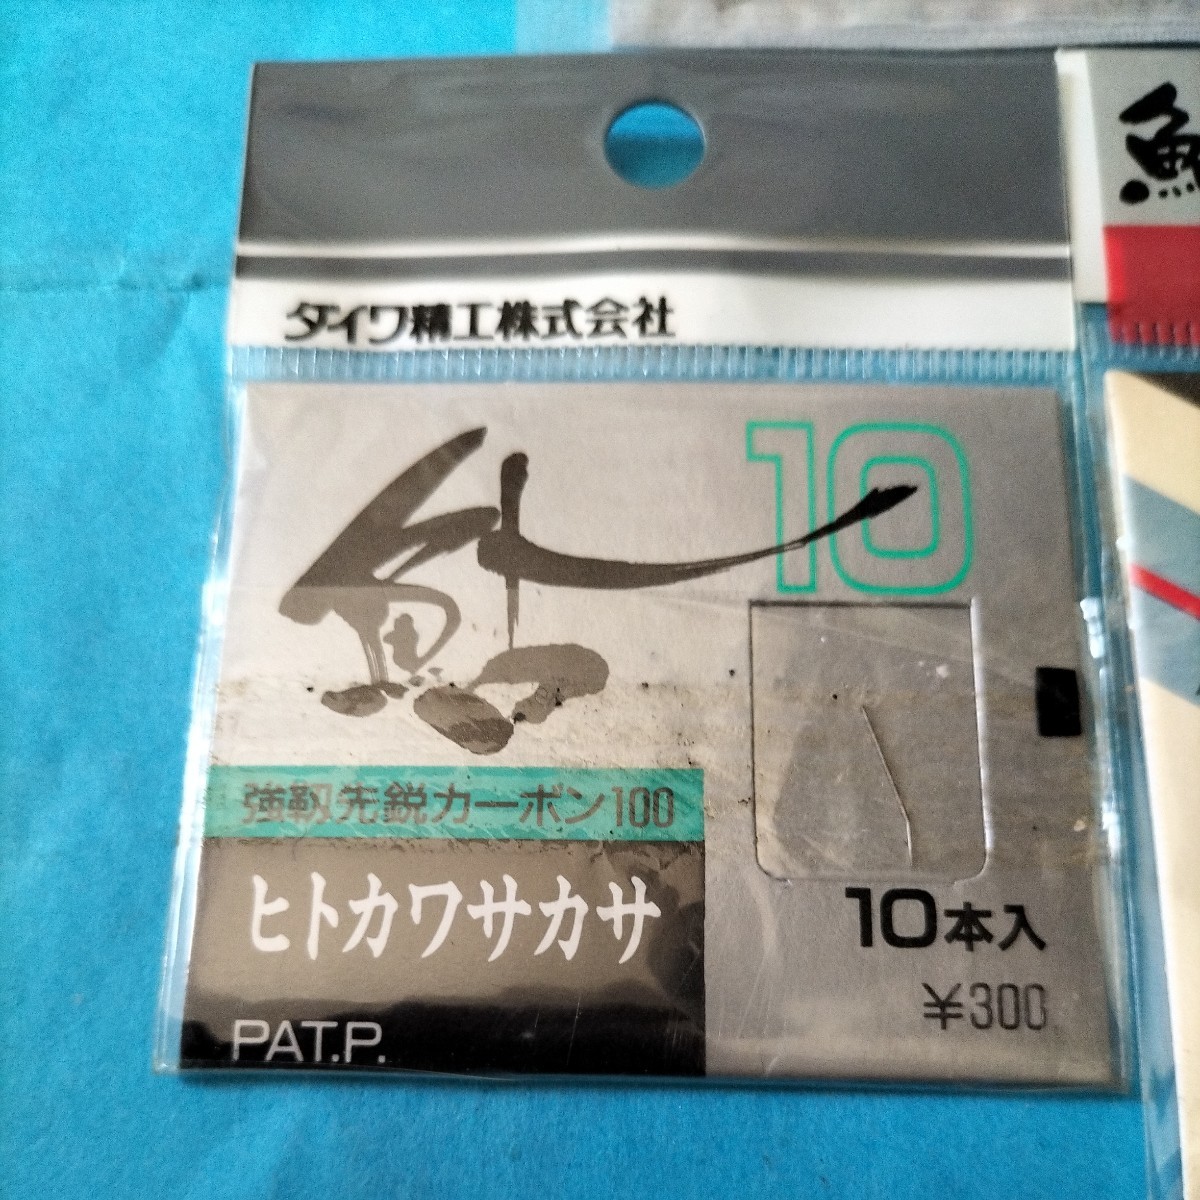 ダイワ精工株式会社
鮎
10
強靱先鋭カーボン100
ヒトカワサカサ
PAT.P.
10本入
¥300